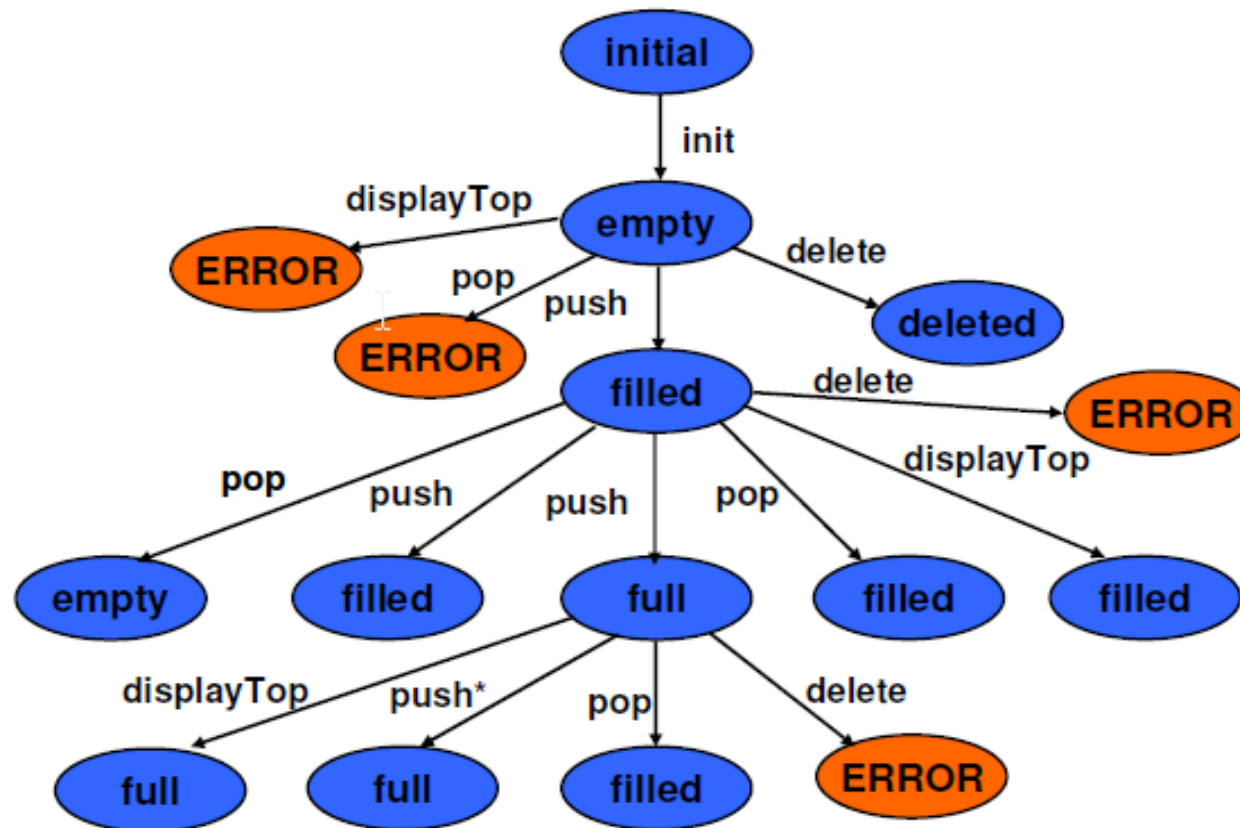 initial
init
displayTop
empty
delete
ERROR
pop
push
deleted
ERROR
filled
delete
ERROR
displayTop
pop
push
push
pop
empty
filled
full
filled
filled
displayTop
push*
pop
delete
full
full
filled
ERROR